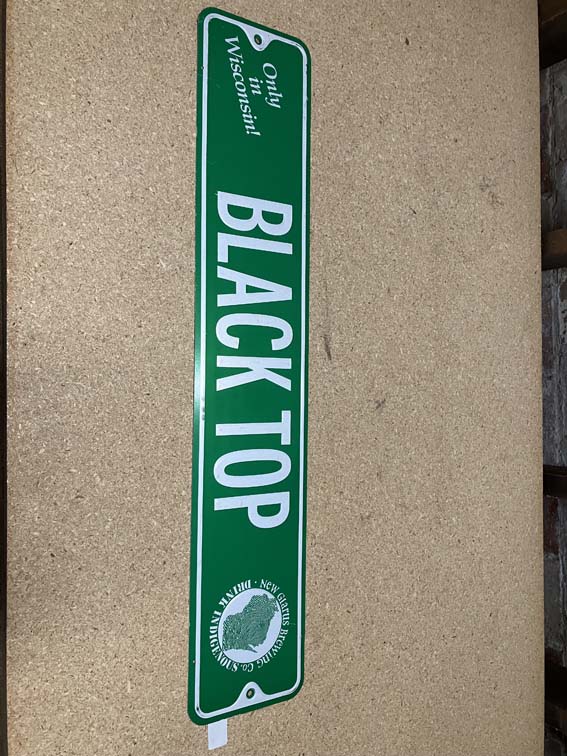 Only
in
Wisconsin!
BLACK TOP
New Glarus Brewing Co.
· DRINK INDIGENOUS